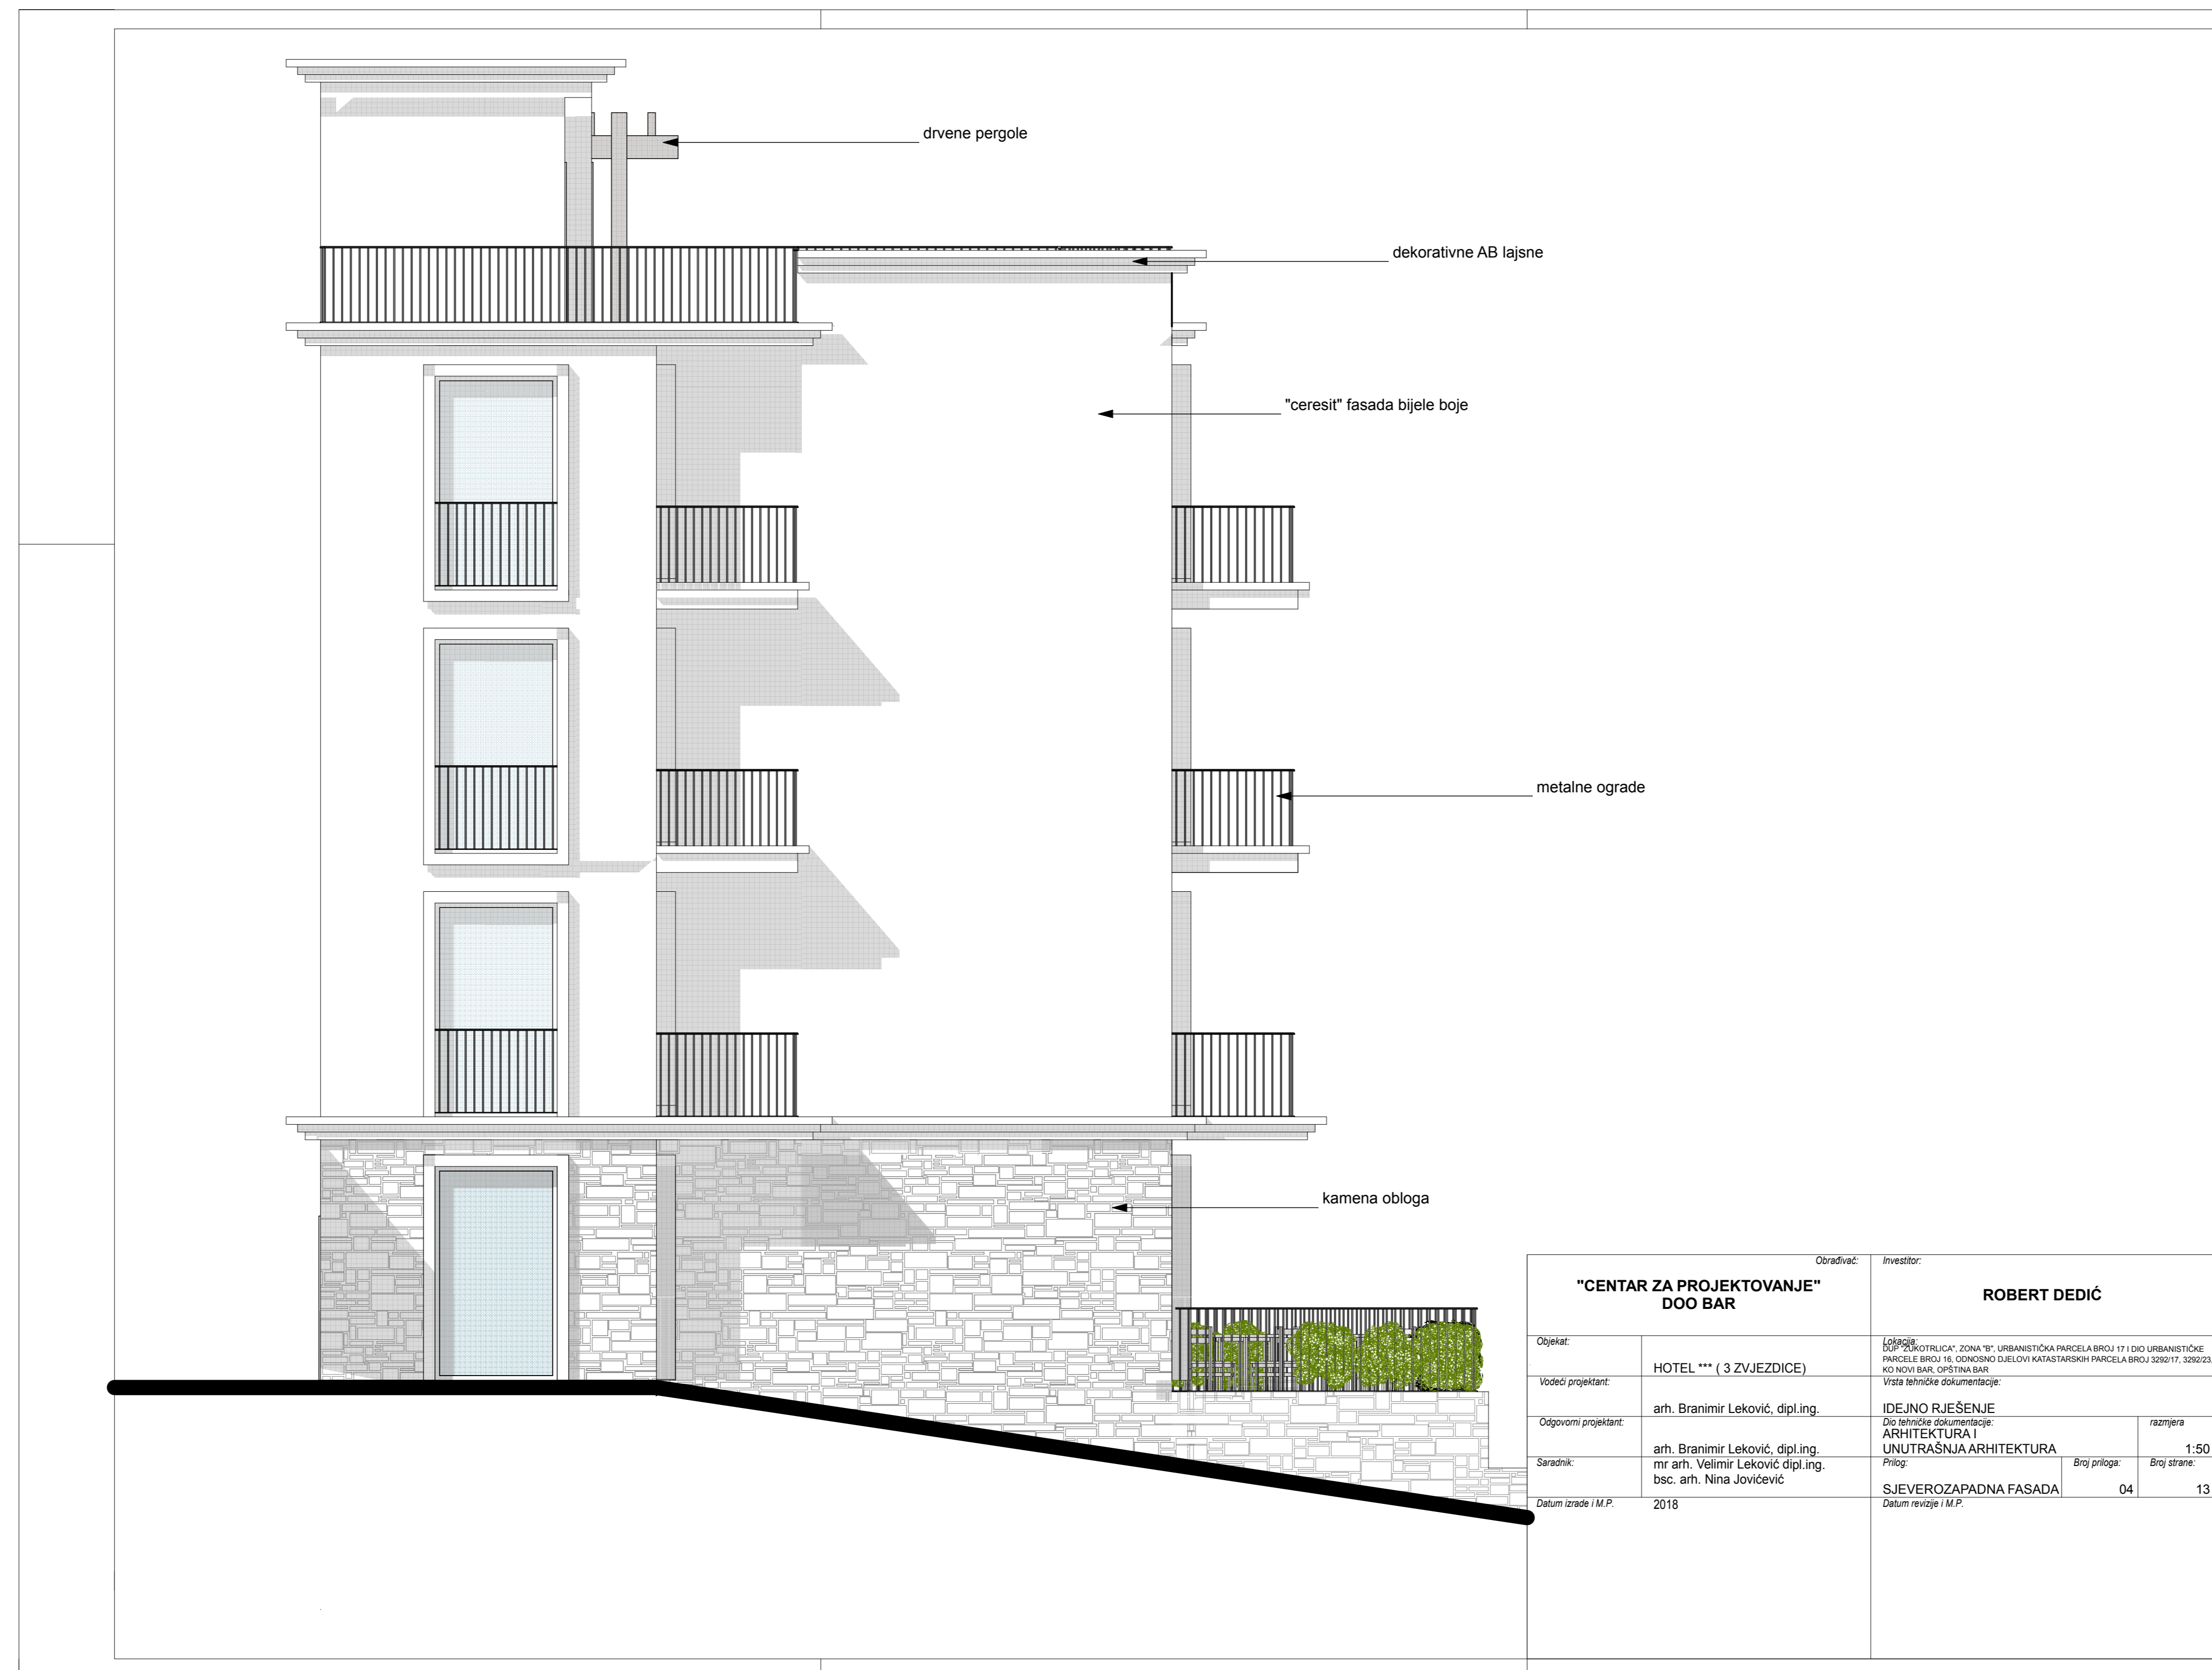 drvene pergole
dekorativne AB lajsne
"ceresit" fasada bijele boje
metalne ograde
kamena obloga
Obrađivač:
"CENTAR ZA PROJEKTOVANJE"
DOO BAR
Investitor:
ROBERT DEDIĆ
Objekat:
HOTEL *** ( 3 ZVJEZDICE)
Lokacija:
DUP "ZUKOTRLICA", ZONA "B", URBANISTIČKA PARCELA BROJ 17 I DIO URBANISTIČKE
PARCELE BROJ 16, ODNOSNO DJELOVI KATASTARSKIH PARCELA BROJ 3292/17, 3292/23,
KO NOVI BAR, OPŠTINA BAR
Vodeći projektant:
arh. Branimir Leković, dipl.ing.
Vrsta tehničke dokumentacije:
IDEJNO RJEŠENJE
Odgovorni projektant:
arh. Branimir Leković, dipl.ing.
Dio tehničke dokumentacije:
ARHITEKTURA I
UNUTRAŠNJA ARHITEKTURA
razmjera
1:50
Saradnik:
mr arh. Velimir Leković dipl.ing.
bsc. arh. Nina Jovićević
Prilog:
SJEVEROZAPADNA FASADA
Broj priloga:
04
Broj strane:
13
Datum izrade i M.P.
2018
Datum revizije i M.P.